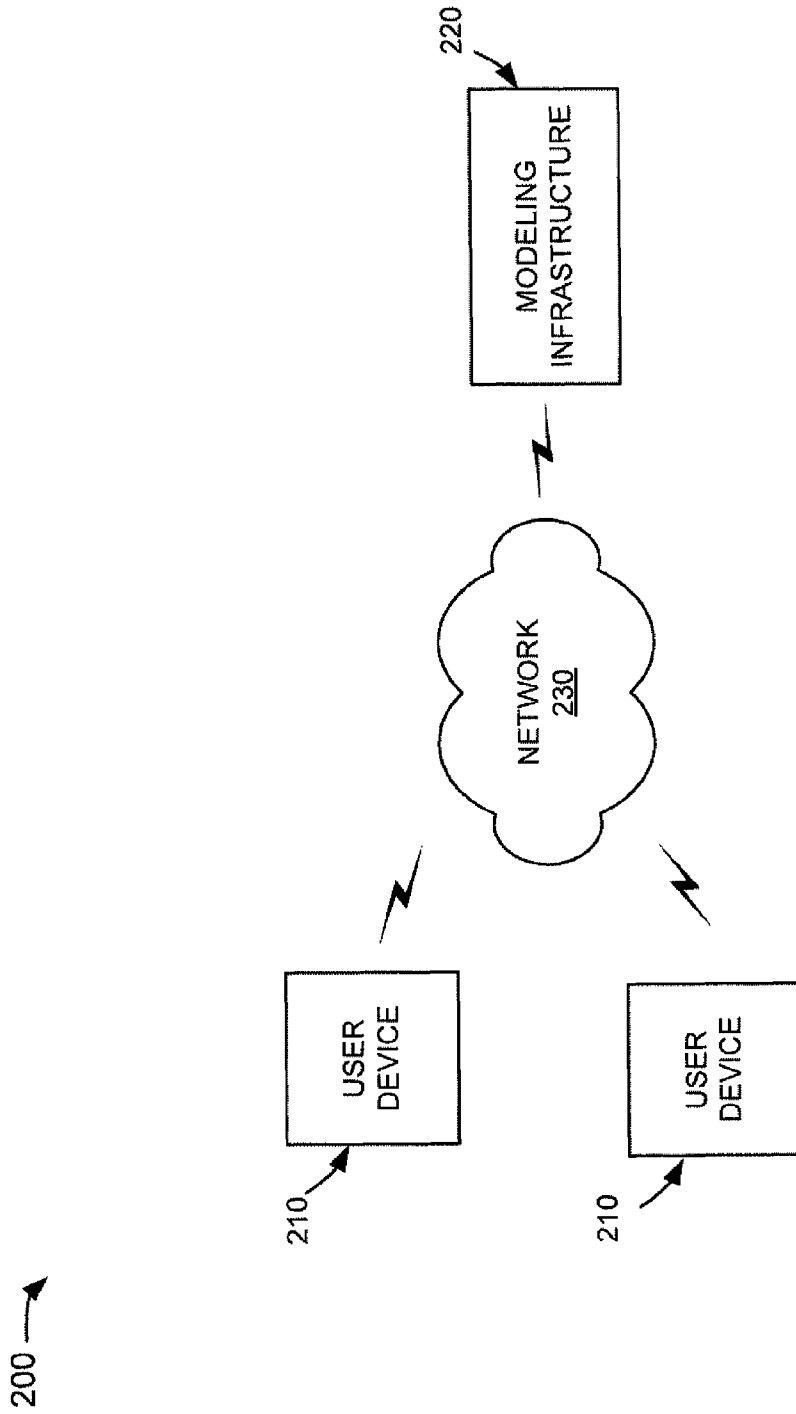 200
210
USER
DEVICE
210
USER
DEVICE
NETWORK
230
MODELING
INFRASTRUCTURE
220